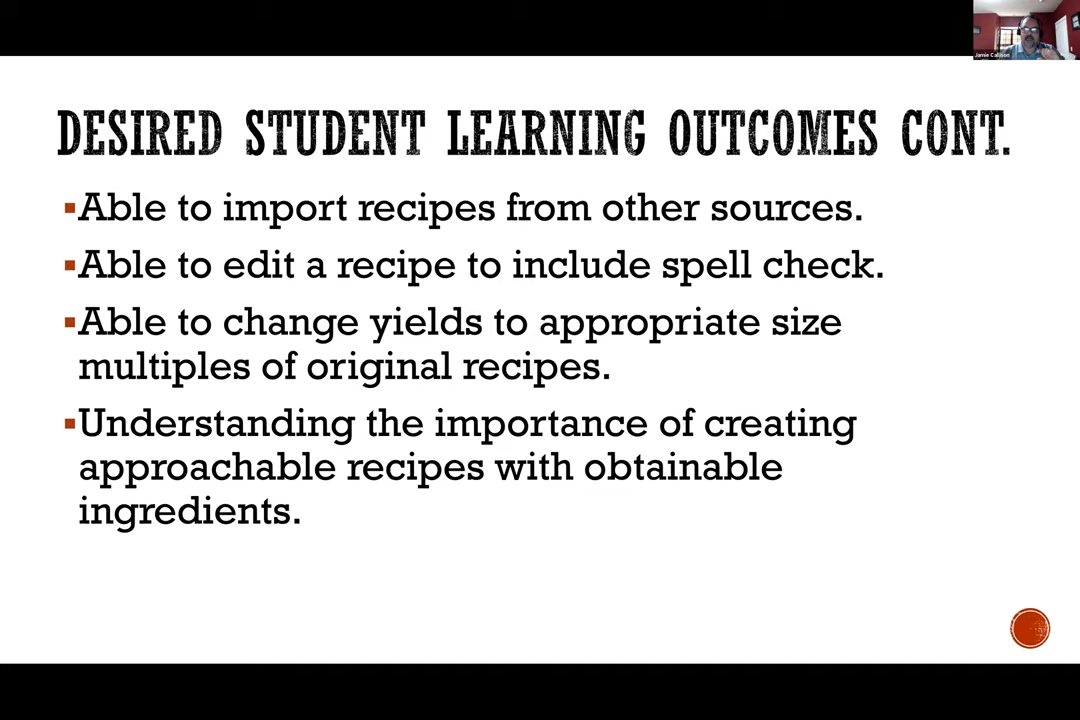 Jamie Callison
DESIRED STUDENT LEARNING OUTCOMES CONT.
▪Able to import recipes from other sources.
▪Able to edit a recipe to include spell check.
▪Able to change yields to appropriate size
multiples of original recipes.
▪Understanding the importance of creating
approachable recipes with obtainable
ingredients.